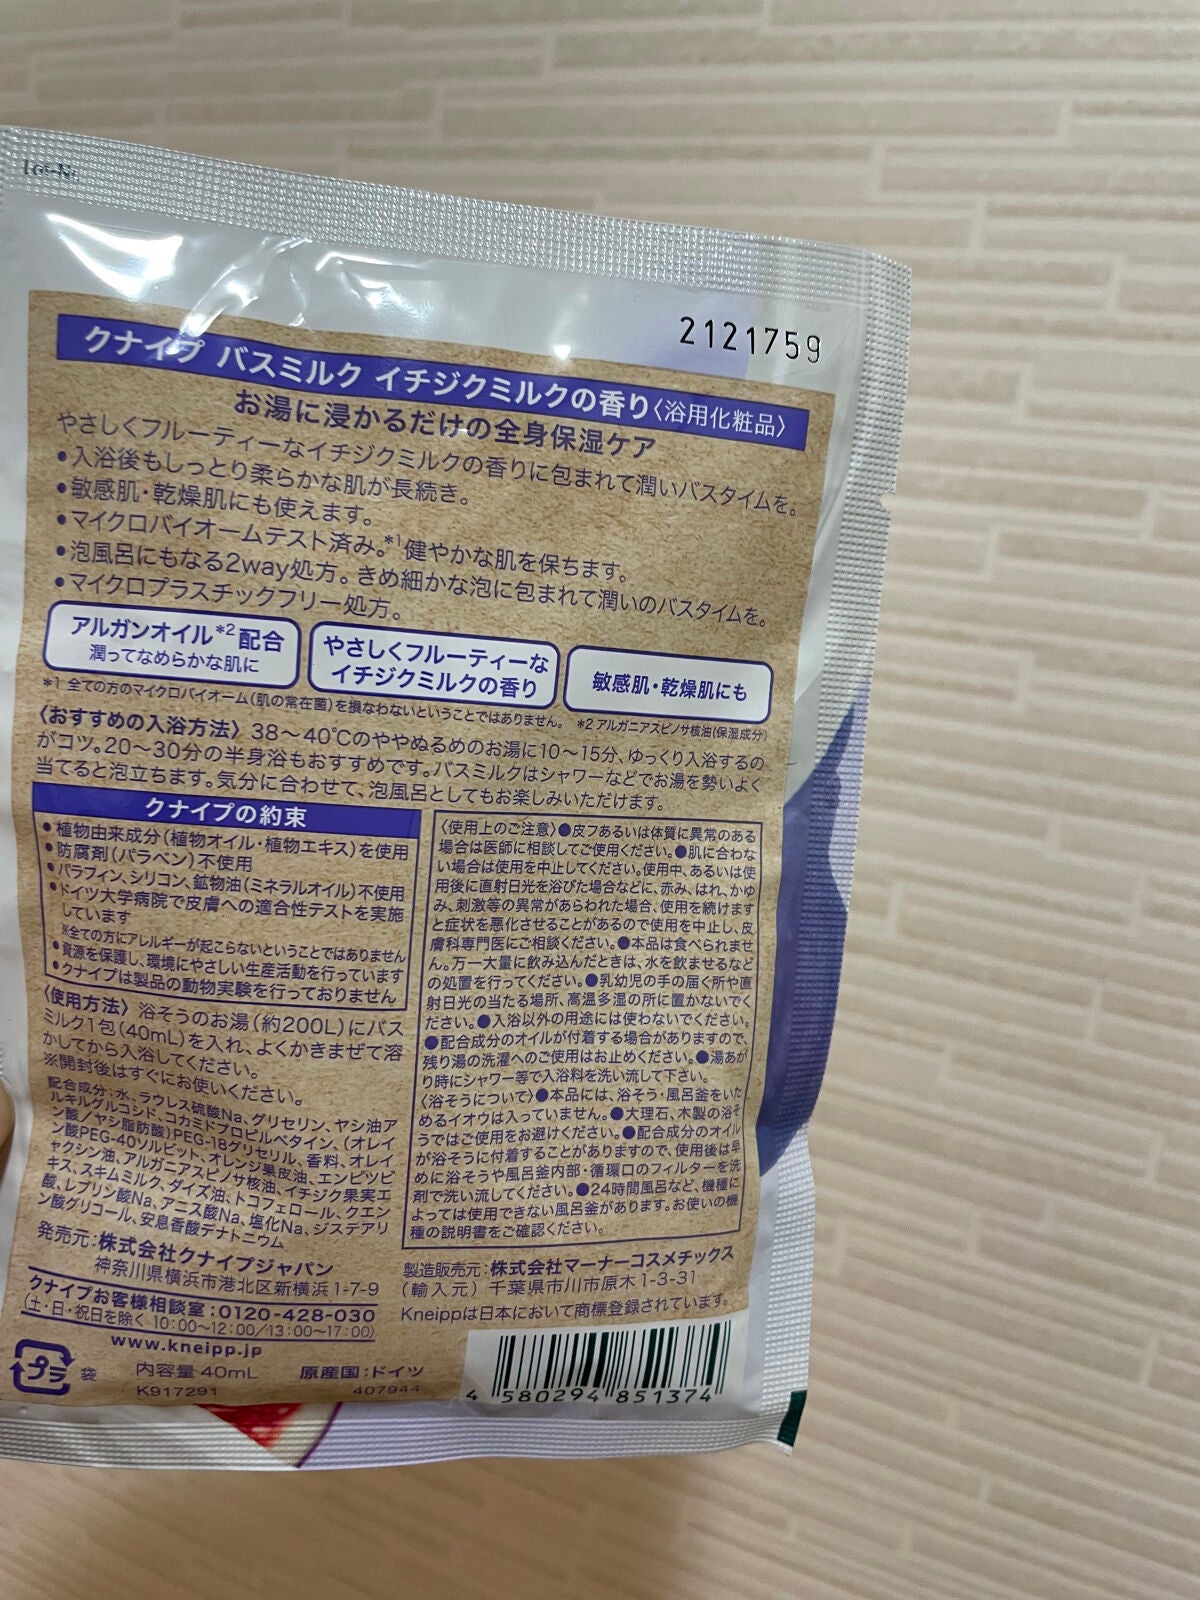 2121759
クナイプ バスミルク イチジクミルクの香り〈浴用化粧品〉
お湯に浸かるだけの全身保湿ケア
やさしくフルーティーなイチジクミルクの香りに包まれて潤いバスタイムを。
●入浴後もしっとり柔らかな肌が長続き。
●敏感肌・乾燥肌にも使えます。
●マイクロバイオームテスト済み。*1健やかな肌を保ちます。
●泡風呂にもなる2way処方。きめ細かな泡に包まれて潤いのバスタイムを。
●マイクロプラスチックフリー処方。
アルガンオイル*2配合
潤ってなめらかな肌に
やさしくフルーティーな
イチジクミルクの香り
敏感肌・乾燥肌にも
*1 全ての方のマイクロバイオーム(肌の常在菌)を損なわないということではありません。 *2 アルガニアスピノサ核油(保湿成分)
〈おすすめの入浴方法〉38〜40℃のややぬるめのお湯に10〜15分、ゆっくり入浴するの
がコツ。20〜30分の半身浴もおすすめです。バスミルクはシャワーなどでお湯を勢いよく
当てると泡立ちます。気分に合わせて、泡風呂としてもお楽しみいただけます。
クナイプの約束
●植物由来成分(植物オイル・植物エキス)を使用
●防腐剤(パラベン)不使用
●パラフィン、シリコン、鉱物油(ミネラルオイル)不使用
●ドイツ大学病院で皮膚への適合性テストを実施
しています
※全ての方にアレルギーが起こらないということではありません
●資源を保護し、環境にやさしい生産活動を行っています
●クナイプは製品の動物実験を行っておりません
〈使用方法〉浴そうのお湯(約200L)にバス
ミルク1包(40mL)を入れ、よくかきまぜて溶
かしてから入浴してください。
※開封後はすぐにお使いください。
配合成分:水、ラウレス硫酸Na、グリセリン、ヤシ油ア
ルキルグルコシド、コカミドプロピルベタイン、(オレイ
ン酸/ヤシ脂肪酸)PEG-18グリセリル、香料、オレイ
ン酸PEG-40ソルビット、オレンジ果皮油、エンピツビ
ャクシン油、アルガニアスピノサ核油、イチジク果実エ
キス、スキムミルク、ダイズ油、トコフェロール、クエン
酸、レブリン酸Na、アニス酸Na、塩化Na、ジステアリ
ン酸グリコール、安息香酸デナトニウム
発売元:株式会社クナイプジャパン
神奈川県横浜市港北区新横浜1-7-9
クナイプお客様相談室:0120-428-030
(土・日・祝日を除く 10:00〜12:00/13:00〜17:00)
www.kneipp.jp
プラ
袋
内容量40mL 原産国:ドイツ
K917291 407944
〈使用上のご注意〉●皮フあるいは体質に異常のある
場合は医師に相談してご使用ください。●肌に合わな
い場合は使用を中止してください。使用中、あるいは使
用後に直射日光を浴びた場合などに、赤み、はれ、かゆ
み、刺激等の異常があらわれた場合、使用を続けます
と症状を悪化させることがあるので使用を中止し、皮
膚科専門医にご相談ください。●本品は食べられませ
ん。万一大量に飲み込んだときは、水を飲ませるなど
の処置を行ってください。●乳幼児の手の届く所や直
射日光の当たる場所、高温多湿の所に置かないでく
ださい。●入浴以外の用途には使わないでください。
●配合成分のオイルが付着する場合がありますので、
残り湯の洗濯へのご使用はお止めください。●湯あが
り時にシャワー等で入浴料を洗い流して下さい。
〈浴そうについて〉●本品には、浴そう・風呂釜をいた
めるイオウは入っていません。●大理石、木製の浴そ
うではご使用をお避けください。●配合成分のオイル
が浴そうに付着することがありますので、使用後は早
めに浴そうや風呂釜内部・循環口のフィルターを洗
剤で洗い流してください。●24時間風呂など、機種に
よっては使用できない風呂釜があります。お使いの機
種の説明書をご確認ください。
製造販売元:株式会社マーナーコスメチックス
(輸入元) 千葉県市川市原木1-3-31
Kneippは日本において商標登録されています。
4 580294 851374